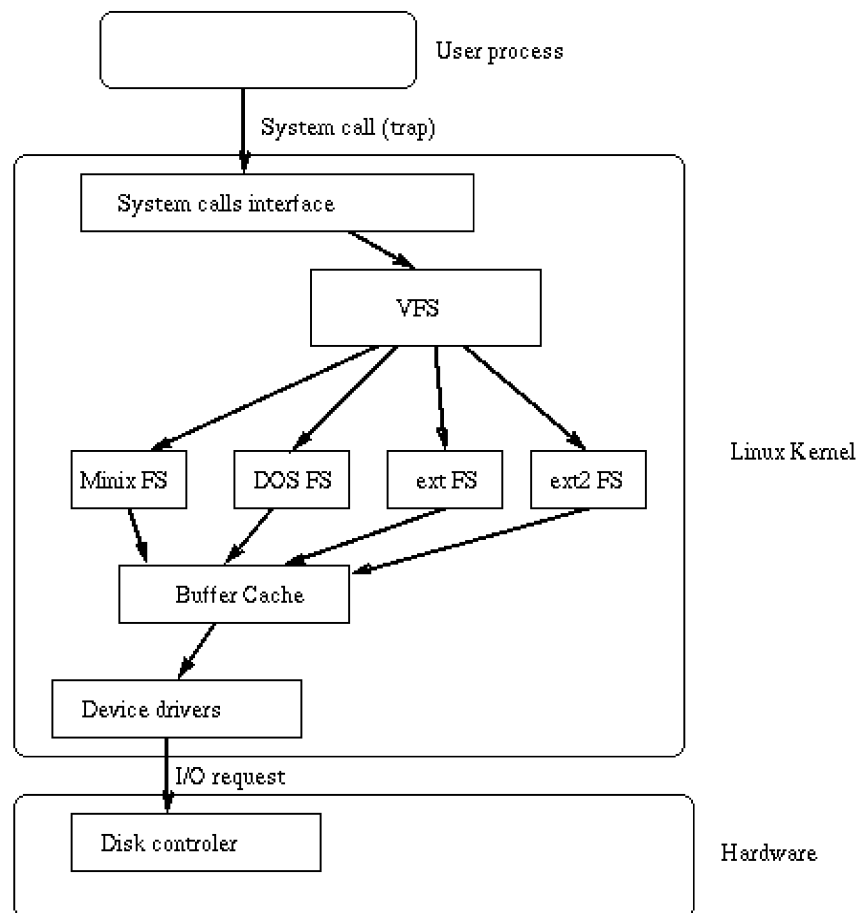 User process
System call (trap)
System calls interface
VFS
Linux Kernel
Minix FS
DOS FS
ext FS
ext2 FS
Buffer Cache
Device drivers
I/O request
Disk controler
Hardware